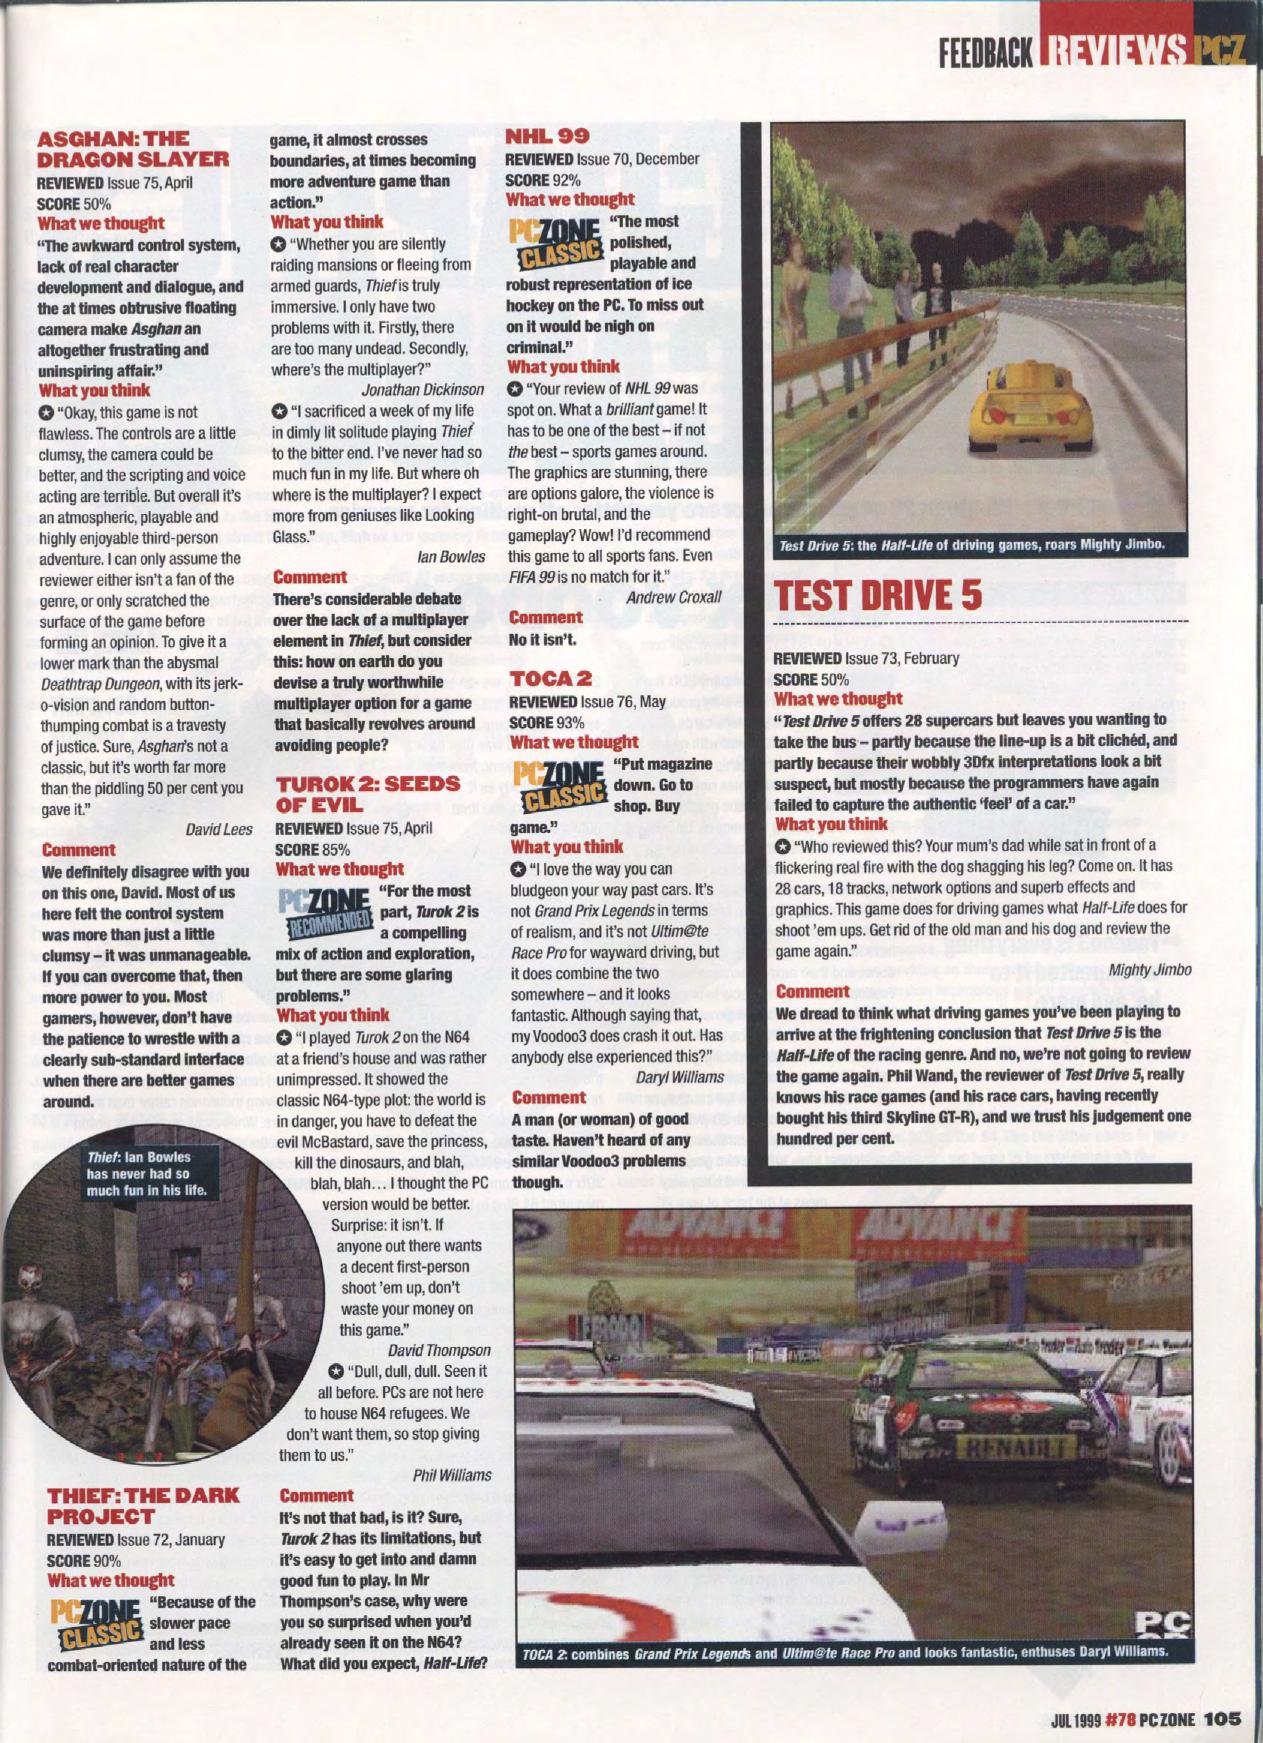 FEEDBACK REVIEWS PCZ
ASGHAN: THE
DRAGON SLAYER
REVIEWED Issue 75, April
SCORE 50%
What we thought
"The awkward control system,
lack of real character
development and dialogue, and
the at times obtrusive floating
camera make Asghan an
altogether frustrating and
uninspiring affair."
What you think
"Okay, this game is not
flawless. The controls are a little
clumsy, the camera could be
better, and the scripting and voice
acting are terrible. But overall it's
an atmospheric, playable and
highly enjoyable third-person
adventure. I can only assume the
reviewer either isn't a fan of the
genre, or only scratched the
surface of the game before
forming an opinion. To give it a
lower mark than the abysmal
Deathtrap Dungeon, with its jerk-
o-vision and random button-
thumping combat is a travesty
of justice. Sure, Asghan's not a
classic, but it's worth far more
than the piddling 50 per cent you
gave it."
David Lees
Comment
We definitely disagree with you
on this one, David. Most of us
here felt the control system
was more than just a little
clumsy – it was unmanageable.
If you can overcome that, then
more power to you. Most
gamers, however, don't have
the patience to wrestle with a
clearly sub-standard interface
when there are better games
around.
Thief: Ian Bowles
has never had so
much fun in his life.
THIEF: THE DARK
PROJECT
REVIEWED Issue 72, January
SCORE 90%
What we thought
PC ZONE CLASSIC
"Because of the
slower pace
and less
combat-oriented nature of the
game, it almost crosses
boundaries, at times becoming
more adventure game than
action."
What you think
"Whether you are silently
raiding mansions or fleeing from
armed guards, Thief is truly
immersive. I only have two
problems with it. Firstly, there
are too many undead. Secondly,
where's the multiplayer?"
Jonathan Dickinson
"I sacrificed a week of my life
in dimly lit solitude playing Thief
to the bitter end. I've never had so
much fun in my life. But where oh
where is the multiplayer? I expect
more from geniuses like Looking
Glass."
Ian Bowles
Comment
There's considerable debate
over the lack of a multiplayer
element in Thief, but consider
this: how on earth do you
devise a truly worthwhile
multiplayer option for a game
that basically revolves around
avoiding people?
TUROK 2: SEEDS
OF EVIL
REVIEWED Issue 75, April
SCORE 85%
What we thought
PC ZONE RECOMMENDED
"For the most
part, Turok 2 is
a compelling
mix of action and exploration,
but there are some glaring
problems."
What you think
"I played Turok 2 on the N64
at a friend's house and was rather
unimpressed. It showed the
classic N64-type plot: the world is
in danger, you have to defeat the
evil McBastard, save the princess,
kill the dinosaurs, and blah,
blah, blah... I thought the PC
version would be better.
Surprise: it isn't. If
anyone out there wants
a decent first-person
shoot 'em up, don't
waste your money on
this game."
David Thompson
"Dull, dull, dull. Seen it
all before. PCs are not here
to house N64 refugees. We
don't want them, so stop giving
them to us."
Phil Williams
Comment
It's not that bad, is it? Sure,
Turok 2 has its limitations, but
it's easy to get into and damn
good fun to play. In Mr
Thompson's case, why were
you so surprised when you'd
already seen it on the N64?
What did you expect, Half-Life?
NHL 99
REVIEWED Issue 70, December
SCORE 92%
What we thought
PC ZONE CLASSIC
"The most
polished,
playable and
robust representation of ice
hockey on the PC. To miss out
on it would be nigh on
criminal."
What you think
"Your review of NHL 99 was
spot on. What a brilliant game! It
has to be one of the best – if not
the best – sports games around.
The graphics are stunning, there
are options galore, the violence is
right-on brutal, and the
gameplay? Wow! I'd recommend
this game to all sports fans. Even
FIFA 99 is no match for it."
Andrew Croxall
Comment
No it isn't.
TOCA 2
REVIEWED Issue 76, May
SCORE 93%
What we thought
PC ZONE CLASSIC
"Put magazine
down. Go to
shop. Buy
game."
What you think
"I love the way you can
bludgeon your way past cars. It's
not Grand Prix Legends in terms
of realism, and it's not Ultim@te
Race Pro for wayward driving, but
it does combine the two
somewhere – and it looks
fantastic. Although saying that,
my Voodoo3 does crash it out. Has
anybody else experienced this?"
Daryl Williams
Comment
A man (or woman) of good
taste. Haven't heard of any
similar Voodoo3 problems
though.
Test Drive 5: the Half-Life of driving games, roars Mighty Jimbo.
TEST DRIVE 5
REVIEWED Issue 73, February
SCORE 50%
What we thought
"Test Drive 5 offers 28 supercars but leaves you wanting to
take the bus – partly because the line-up is a bit clichéd, and
partly because their wobbly 3Dfx interpretations look a bit
suspect, but mostly because the programmers have again
failed to capture the authentic 'feel' of a car."
What you think
"Who reviewed this? Your mum's dad while sat in front of a
flickering real fire with the dog shagging his leg? Come on. It has
28 cars, 18 tracks, network options and superb effects and
graphics. This game does for driving games what Half-Life does for
shoot 'em ups. Get rid of the old man and his dog and review the
game again."
Mighty Jimbo
Comment
We dread to think what driving games you've been playing to
arrive at the frightening conclusion that Test Drive 5 is the
Half-Life of the racing genre. And no, we're not going to review
the game again. Phil Wand, the reviewer of Test Drive 5, really
knows his race games (and his race cars, having recently
bought his third Skyline GT-R), and we trust his judgement one
hundred per cent.
ADVANCE
ADVANCE
FERODO
Auto Trader Auto Trader
RENAULT
PC
TOCA 2: combines Grand Prix Legends and Ultim@te Race Pro and looks fantastic, enthuses Daryl Williams.
JUL 1999 #78 PC ZONE 105